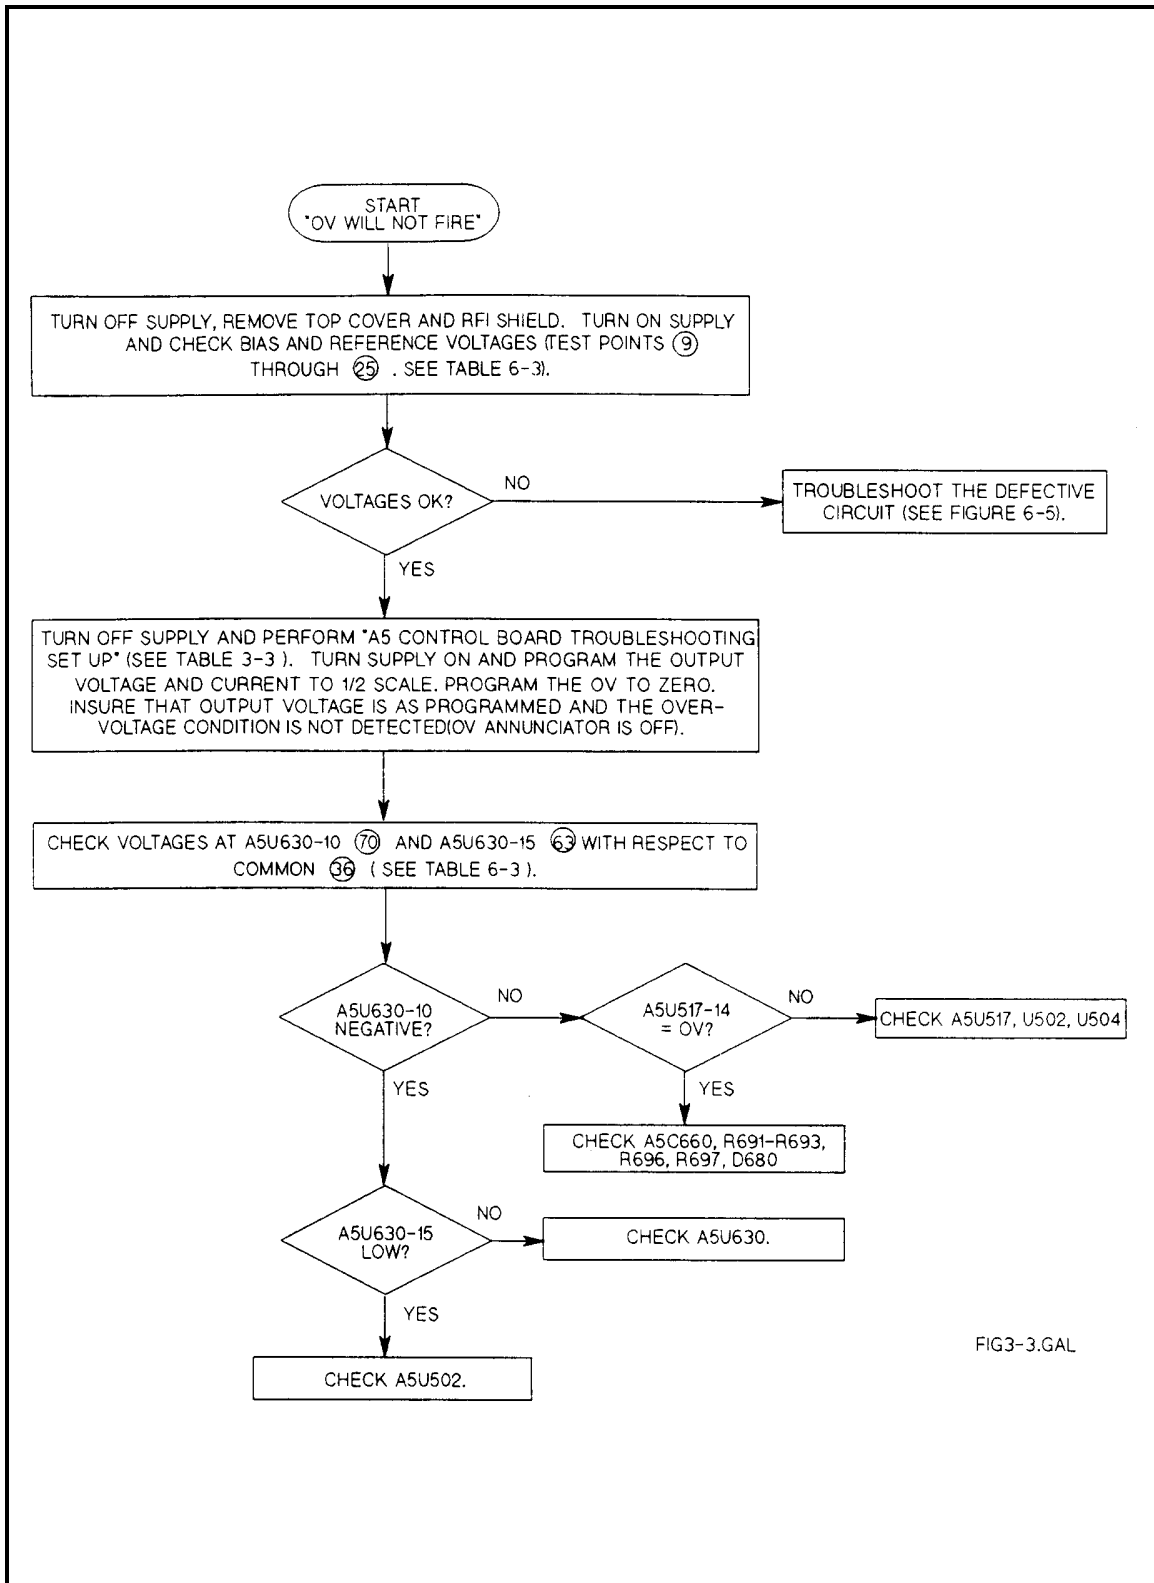 START
"OV WILL NOT FIRE"
TURN OFF SUPPLY, REMOVE TOP COVER AND RFI SHIELD. TURN ON SUPPLY
AND CHECK BIAS AND REFERENCE VOLTAGES (TEST POINTS 9
THROUGH 25 . SEE TABLE 6-3).
VOLTAGES OK?
NO
TROUBLESHOOT THE DEFECTIVE
CIRCUIT (SEE FIGURE 6-5).
YES
TURN OFF SUPPLY AND PERFORM "A5 CONTROL BOARD TROUBLESHOOTING
SET UP" (SEE TABLE 3-3 ). TURN SUPPLY ON AND PROGRAM THE OUTPUT
VOLTAGE AND CURRENT TO 1/2 SCALE. PROGRAM THE OV TO ZERO.
INSURE THAT OUTPUT VOLTAGE IS AS PROGRAMMED AND THE OVER-
VOLTAGE CONDITION IS NOT DETECTED(OV ANNUNCIATOR IS OFF).
CHECK VOLTAGES AT A5U630-10 70 AND A5U630-15 63 WITH RESPECT TO
COMMON 36 ( SEE TABLE 6-3 ).
A5U630-10
NEGATIVE?
NO
A5U517-14
= OV?
NO
CHECK A5U517, U502, U504
YES
YES
CHECK A5C660, R691-R693,
R696, R697, D680
A5U630-15
LOW?
NO
CHECK A5U630.
YES
CHECK A5U502.
FIG3-3.GAL